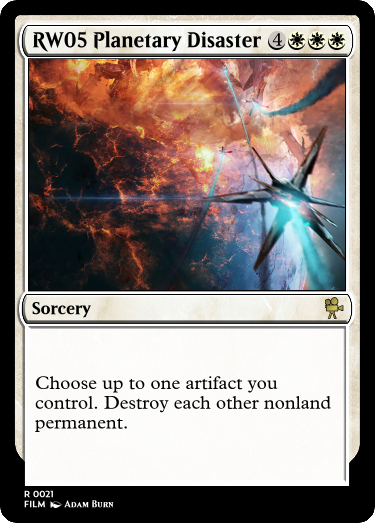 RW05 Planetary Disaster 4
Sorcery
Choose up to one artifact you
control. Destroy each other nonland
permanent.
R 0021
FILM Adam Burn